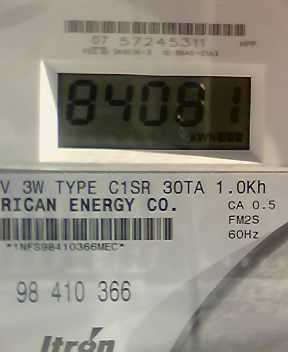 07 57245311 HPP
84081
kWh
V 3W TYPE C1SR 30TA 1.0Kh
RICAN ENERGY CO. CA 0.5
FM2S
*1NFS98410366MEC* 60Hz
98 410 366
Itrón